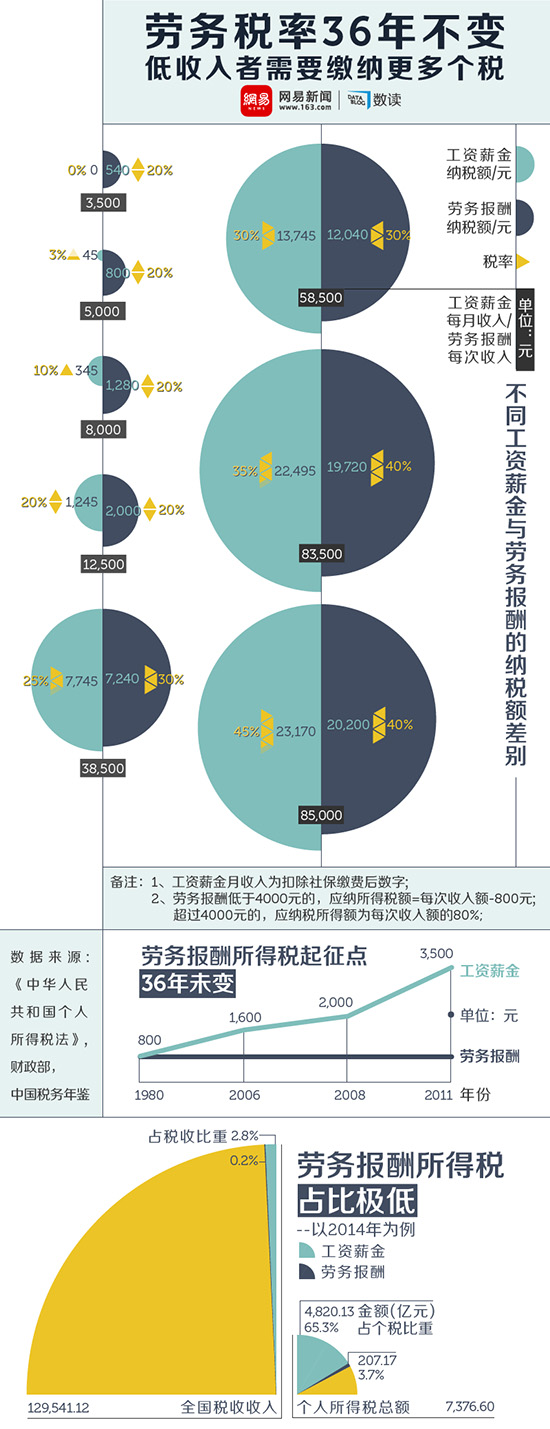 劳务税率36年不变
低收入者需要缴纳更多个税
網易
NEWS
网易新闻
www.163.com
DATA
BLOG
数读
工资薪金
纳税额/元
劳务报酬
纳税额/元
税率
工资薪金
每月收入/
劳务报酬
每次收入
单位：元
不同工资薪金与劳务报酬的纳税额差别
0% 0 540 20%
3,500
3% 45 800 20%
5,000
10% 345 1,280 20%
8,000
20% 1,245 2,000 20%
12,500
25% 7,745 7,240 30%
38,500
30% 13,745 12,040 30%
58,500
35% 22,495 19,720 40%
83,500
45% 23,170 20,200 40%
85,000
备注：1、工资薪金月收入为扣除社保缴费后数字;
2、劳务报酬低于4000元的，应纳所得税额=每次收入额-800元;
超过4000元的，应纳税所得额为每次收入额的80%;
数据来源:
《中华人民
共和国个人
所得税法》,
财政部,
中国税务年鉴
劳务报酬所得税起征点
36年未变
800
1,600
2,000
3,500
工资薪金
单位：元
劳务报酬
1980 2006 2008 2011 年份
占税收比重 2.8%
0.2%
129,541.12 全国税收收入
劳务报酬所得税
占比极低
--以2014年为例
工资薪金
劳务报酬
4,820.13 金额(亿元)
65.3% 占个税比重
207.17
3.7%
个人所得税总额 7,376.60